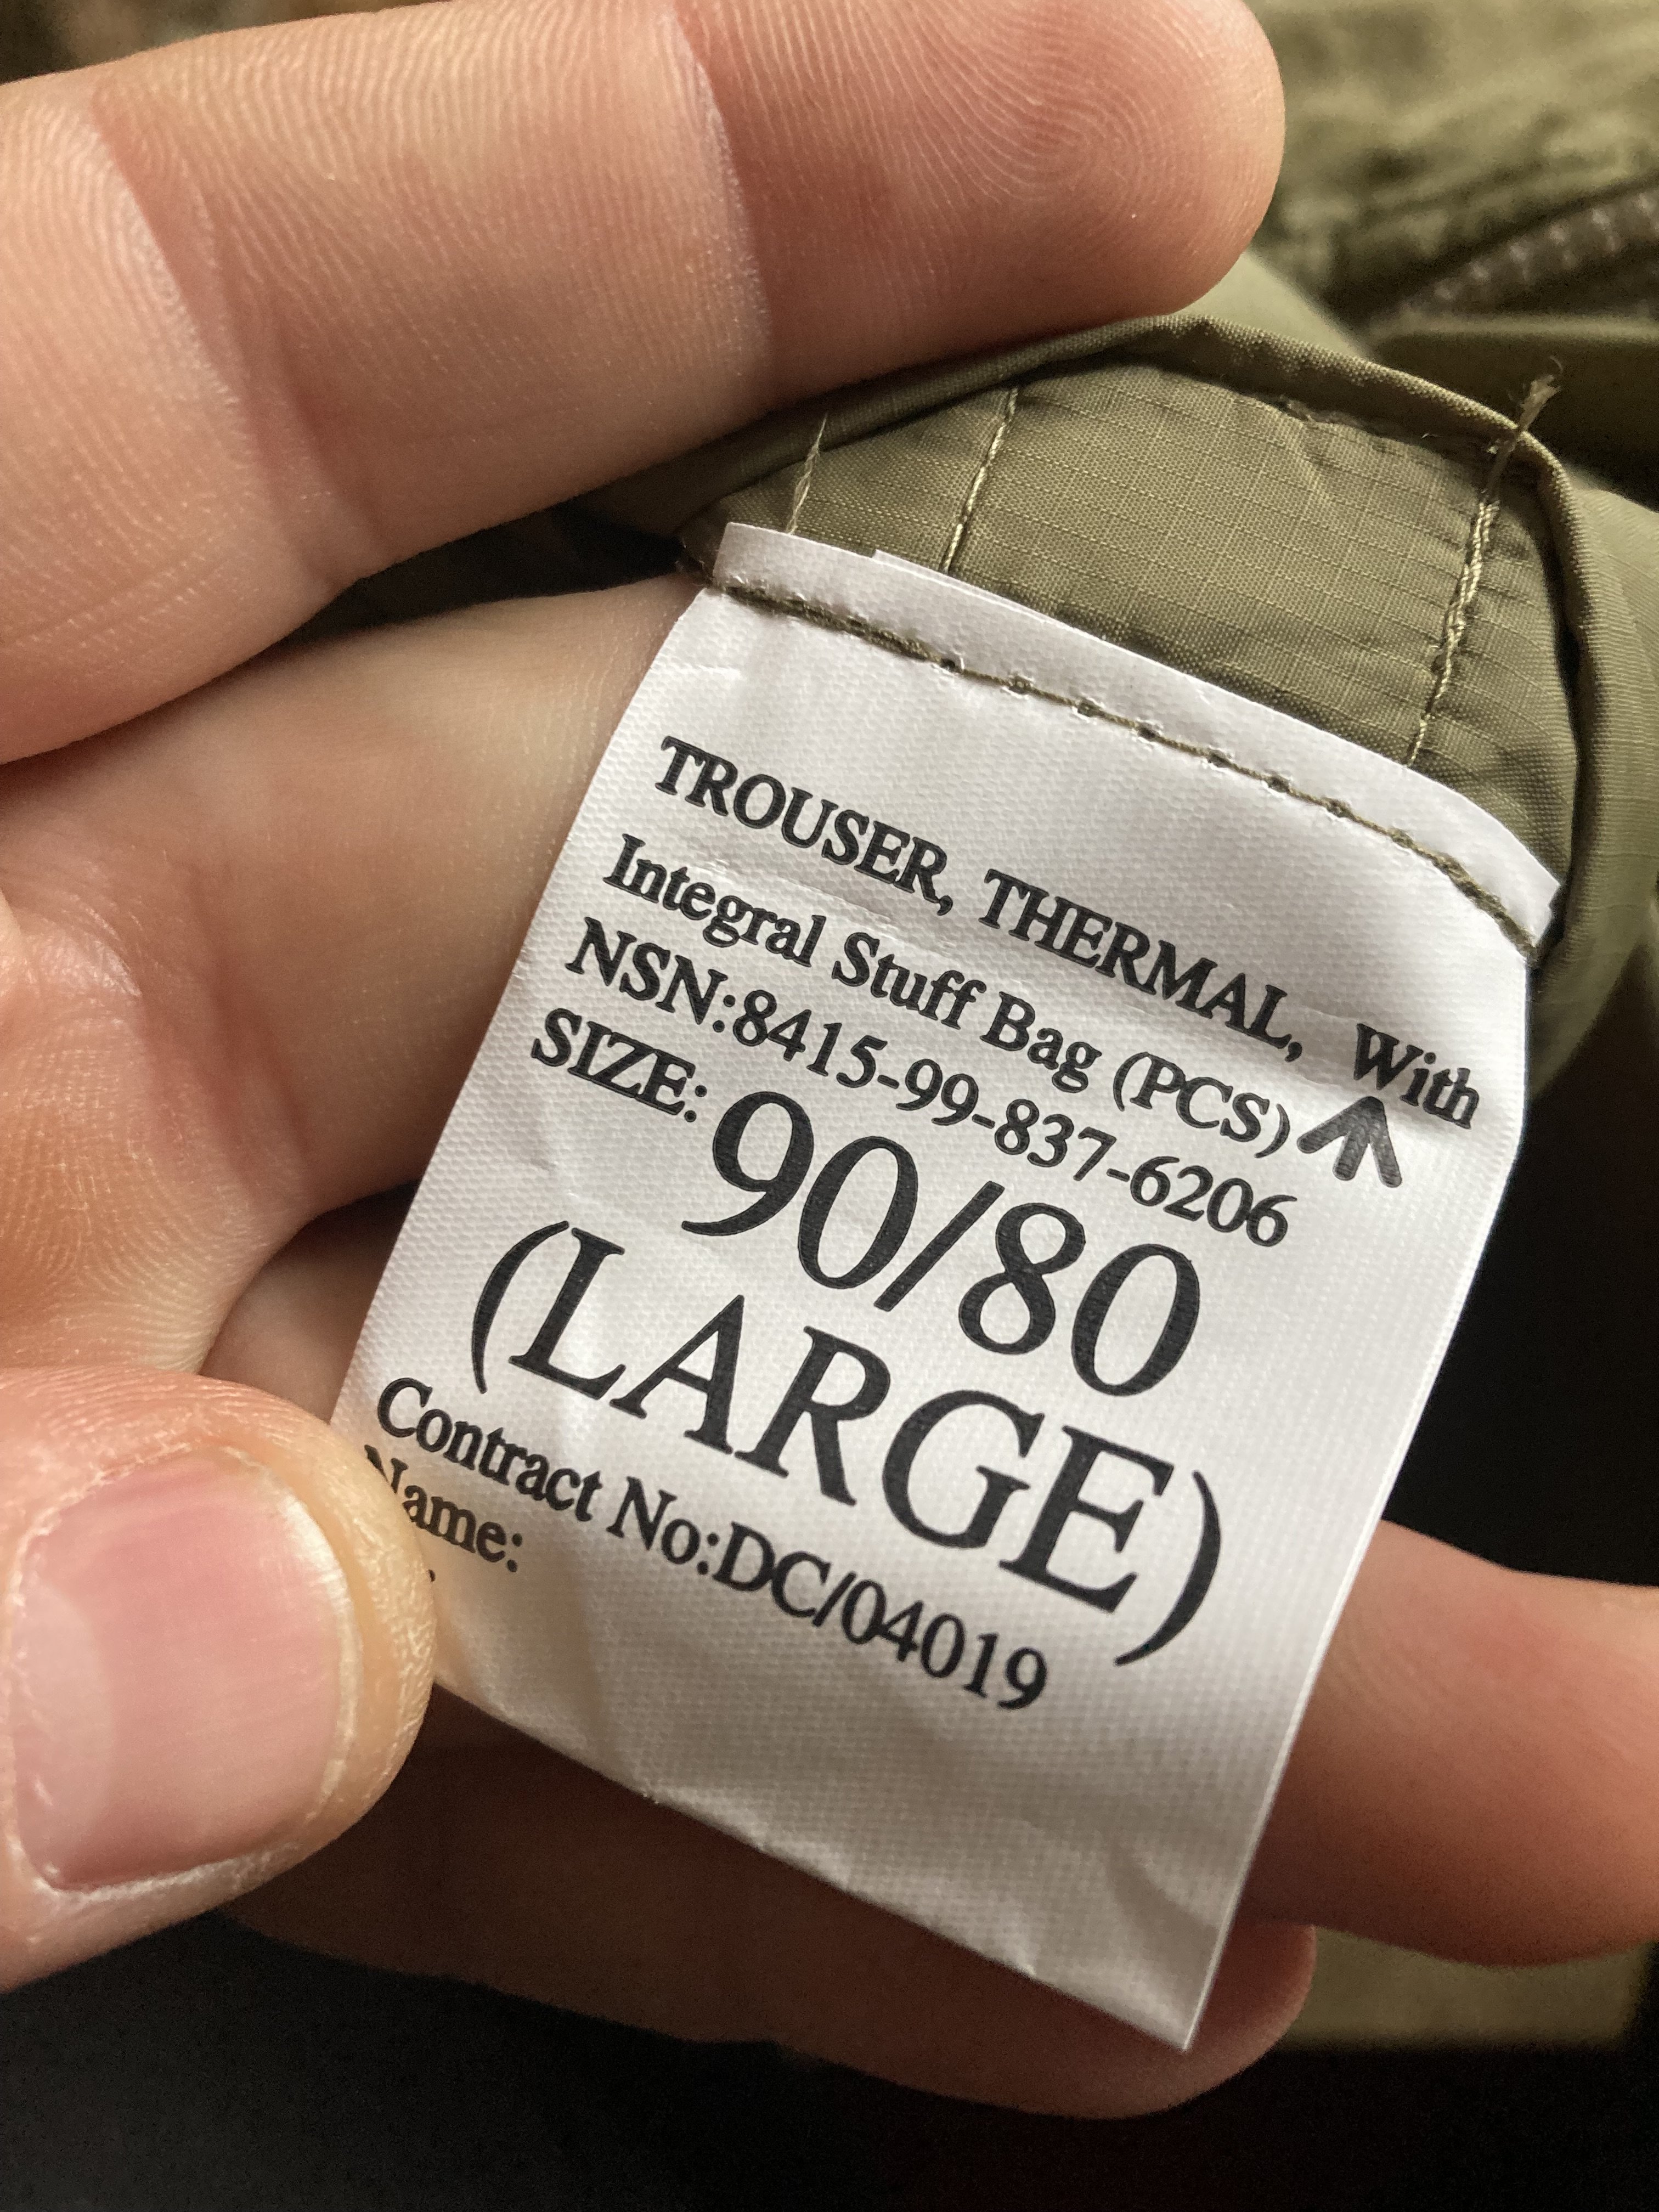 TROUSER, THERMAL, With
Integral Stuff Bag (PCS)
NSN:8415-99-837-6206
SIZE: 90/80
(LARGE)
Contract No:DC/04019
Name: